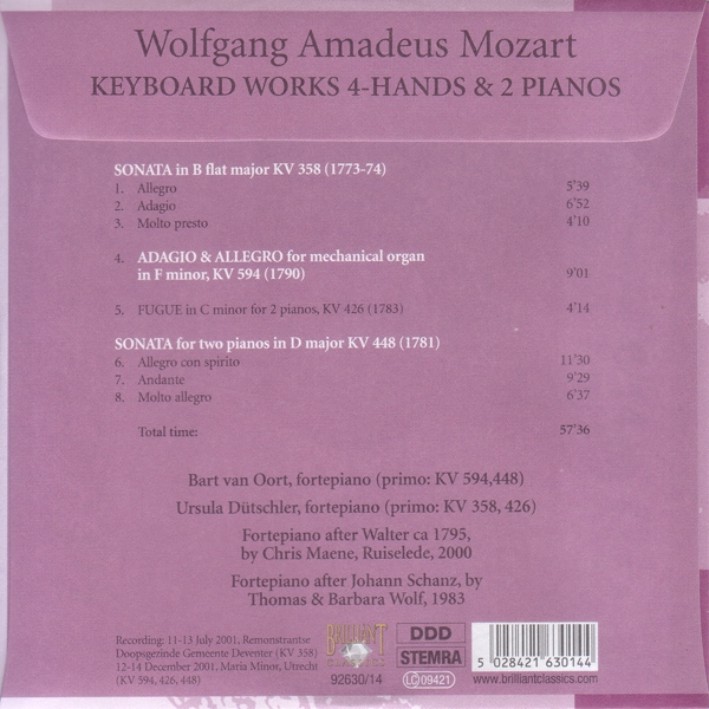 Wolfgang Amadeus Mozart
KEYBOARD WORKS 4-HANDS & 2 PIANOS
SONATA in B flat major KV 358 (1773-74)
1. Allegro 5'39
2. Adagio 6'52
3. Molto presto 4'10
4. ADAGIO & ALLEGRO for mechanical organ
in F minor, KV 594 (1790) 9'01
5. FUGUE in C minor for 2 pianos, KV 426 (1783) 4'14
SONATA for two pianos in D major KV 448 (1781)
6. Allegro con spirito 11'30
7. Andante 9'29
8. Molto allegro 6'37
Total time: 57'36
Bart van Oort, fortepiano (primo: KV 594,448)
Ursula Dütschler, fortepiano (primo: KV 358, 426)
Fortepiano after Walter ca 1795,
by Chris Maene, Ruiselede, 2000
Fortepiano after Johann Schanz, by
Thomas & Barbara Wolf, 1983
Recording: 11-13 July 2001, Remonstrantse
Doopsgezinde Gemeente Deventer (KV 358)
12-14 December 2001, Maria Minor, Utrecht
(KV 594, 426, 448)
BRILLIANT
CLASSICS
92630/14
DDD
STEMRA
LC 09421
5 028421 630144
www.brilliantclassics.com